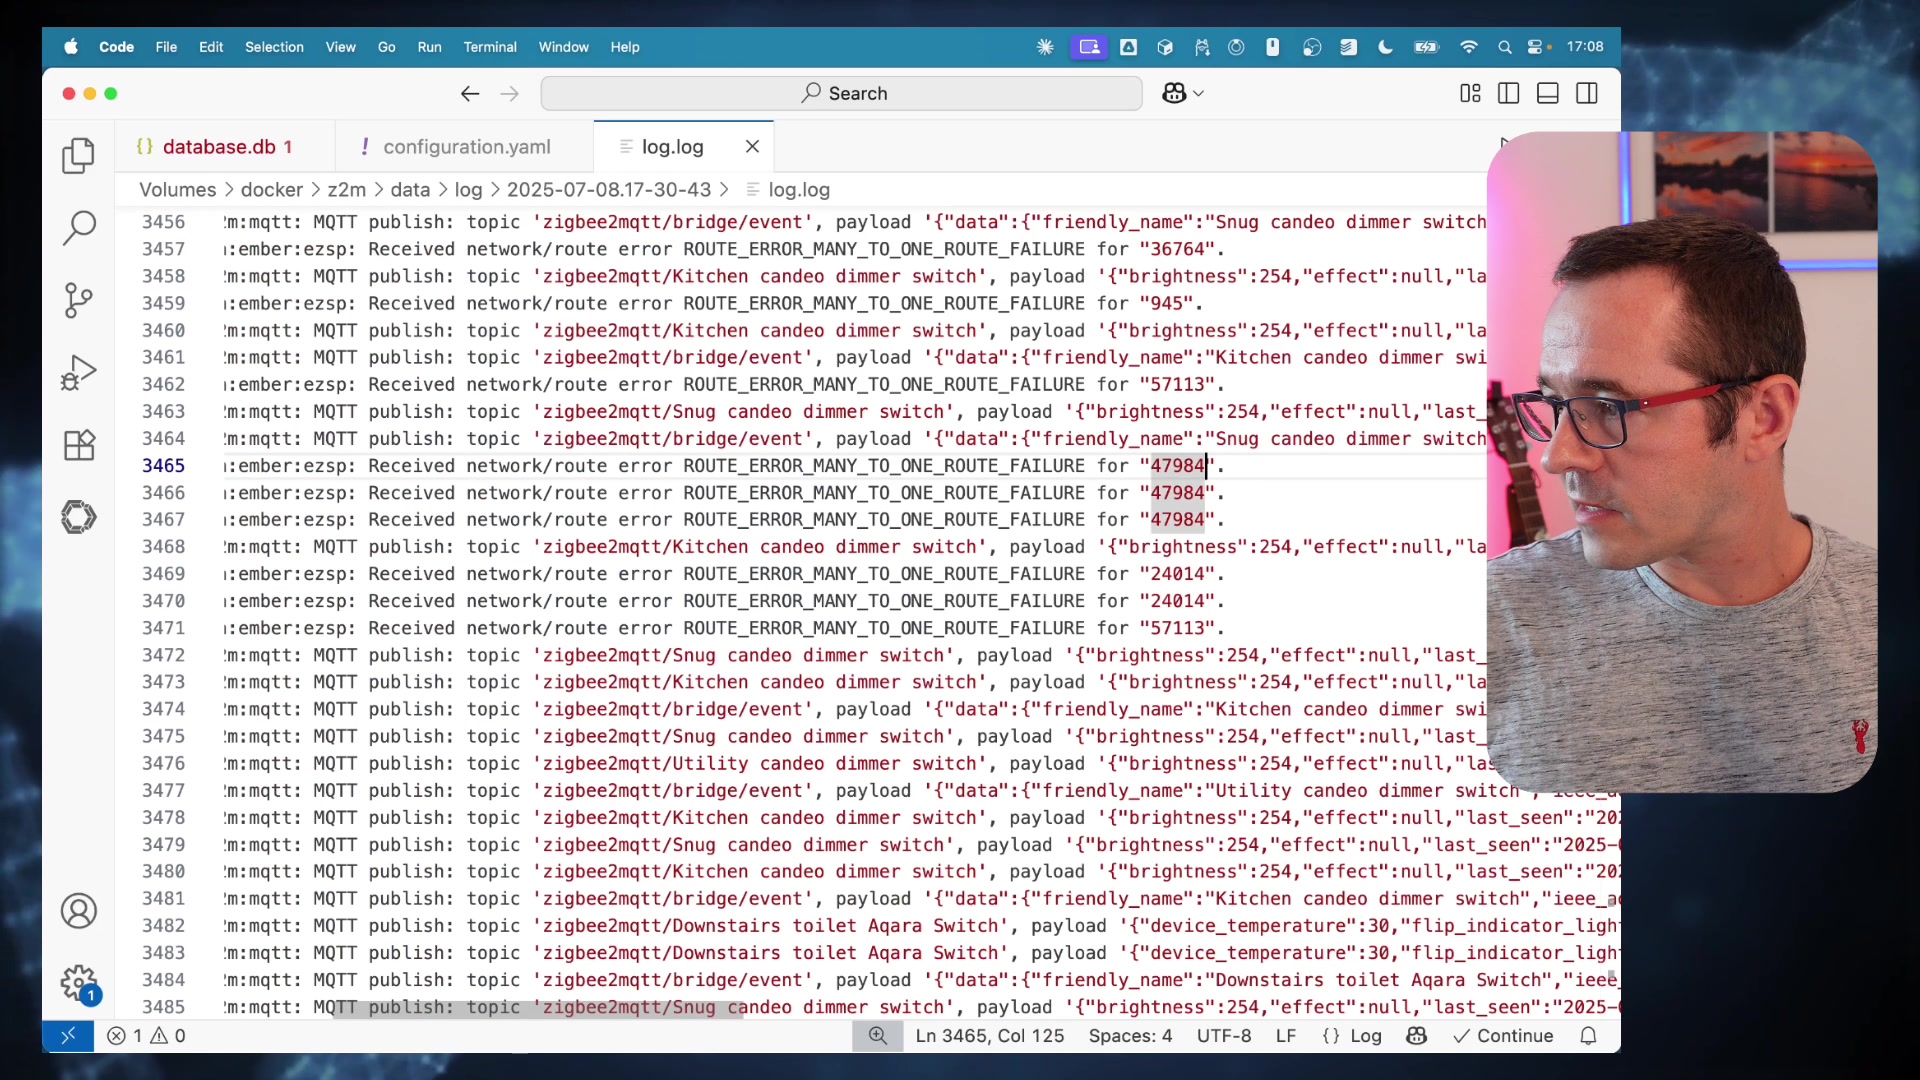 Code File Edit Selection View Go Run Terminal Window Help 17:08
Search
{} database.db 1 ! configuration.yaml log.log
Volumes > docker > z2m > data > log > 2025-07-08.17-30-43 > log.log
3456 m:mqtt: MQTT publish: topic 'zigbee2mqtt/bridge/event', payload '{"data":{"friendly_name":"Snug candeo dimmer switch
3457 :ember:ezsp: Received network/route error ROUTE_ERROR_MANY_TO_ONE_ROUTE_FAILURE for "36764".
3458 m:mqtt: MQTT publish: topic 'zigbee2mqtt/Kitchen candeo dimmer switch', payload '{"brightness":254,"effect":null,"la
3459 :ember:ezsp: Received network/route error ROUTE_ERROR_MANY_TO_ONE_ROUTE_FAILURE for "945".
3460 m:mqtt: MQTT publish: topic 'zigbee2mqtt/Kitchen candeo dimmer switch', payload '{"brightness":254,"effect":null,"la
3461 m:mqtt: MQTT publish: topic 'zigbee2mqtt/bridge/event', payload '{"data":{"friendly_name":"Kitchen candeo dimmer swi
3462 :ember:ezsp: Received network/route error ROUTE_ERROR_MANY_TO_ONE_ROUTE_FAILURE for "57113".
3463 m:mqtt: MQTT publish: topic 'zigbee2mqtt/Snug candeo dimmer switch', payload '{"brightness":254,"effect":null,"last_
3464 m:mqtt: MQTT publish: topic 'zigbee2mqtt/bridge/event', payload '{"data":{"friendly_name":"Snug candeo dimmer switch
3465 :ember:ezsp: Received network/route error ROUTE_ERROR_MANY_TO_ONE_ROUTE_FAILURE for "47984".
3466 :ember:ezsp: Received network/route error ROUTE_ERROR_MANY_TO_ONE_ROUTE_FAILURE for "47984".
3467 :ember:ezsp: Received network/route error ROUTE_ERROR_MANY_TO_ONE_ROUTE_FAILURE for "47984".
3468 m:mqtt: MQTT publish: topic 'zigbee2mqtt/Kitchen candeo dimmer switch', payload '{"brightness":254,"effect":null,"la
3469 :ember:ezsp: Received network/route error ROUTE_ERROR_MANY_TO_ONE_ROUTE_FAILURE for "24014".
3470 :ember:ezsp: Received network/route error ROUTE_ERROR_MANY_TO_ONE_ROUTE_FAILURE for "24014".
3471 :ember:ezsp: Received network/route error ROUTE_ERROR_MANY_TO_ONE_ROUTE_FAILURE for "57113".
3472 m:mqtt: MQTT publish: topic 'zigbee2mqtt/Snug candeo dimmer switch', payload '{"brightness":254,"effect":null,"last_
3473 m:mqtt: MQTT publish: topic 'zigbee2mqtt/Kitchen candeo dimmer switch', payload '{"brightness":254,"effect":null,"la
3474 m:mqtt: MQTT publish: topic 'zigbee2mqtt/bridge/event', payload '{"data":{"friendly_name":"Kitchen candeo dimmer swi
3475 m:mqtt: MQTT publish: topic 'zigbee2mqtt/Snug candeo dimmer switch', payload '{"brightness":254,"effect":null,"last_
3476 m:mqtt: MQTT publish: topic 'zigbee2mqtt/Utility candeo dimmer switch', payload '{"brightness":254,"effect":null,"la
3477 m:mqtt: MQTT publish: topic 'zigbee2mqtt/bridge/event', payload '{"data":{"friendly_name":"Utility candeo dimmer switch","ieee_a
3478 m:mqtt: MQTT publish: topic 'zigbee2mqtt/Kitchen candeo dimmer switch', payload '{"brightness":254,"effect":null,"last_seen":"202
3479 m:mqtt: MQTT publish: topic 'zigbee2mqtt/Snug candeo dimmer switch', payload '{"brightness":254,"effect":null,"last_seen":"2025-
3480 m:mqtt: MQTT publish: topic 'zigbee2mqtt/Kitchen candeo dimmer switch', payload '{"brightness":254,"effect":null,"last_seen":"202
3481 m:mqtt: MQTT publish: topic 'zigbee2mqtt/bridge/event', payload '{"data":{"friendly_name":"Kitchen candeo dimmer switch","ieee_a
3482 m:mqtt: MQTT publish: topic 'zigbee2mqtt/Downstairs toilet Aqara Switch', payload '{"device_temperature":30,"flip_indicator_ligh
3483 m:mqtt: MQTT publish: topic 'zigbee2mqtt/Downstairs toilet Aqara Switch', payload '{"device_temperature":30,"flip_indicator_ligh
3484 m:mqtt: MQTT publish: topic 'zigbee2mqtt/bridge/event', payload '{"data":{"friendly_name":"Downstairs toilet Aqara Switch","ieee_
3485 m:mqtt: MQTT publish: topic 'zigbee2mqtt/Snug candeo dimmer switch', payload '{"brightness":254,"effect":null,"last_seen":"2025-
1
1 0 Ln 3465, Col 125 Spaces: 4 UTF-8 LF {} Log Continue